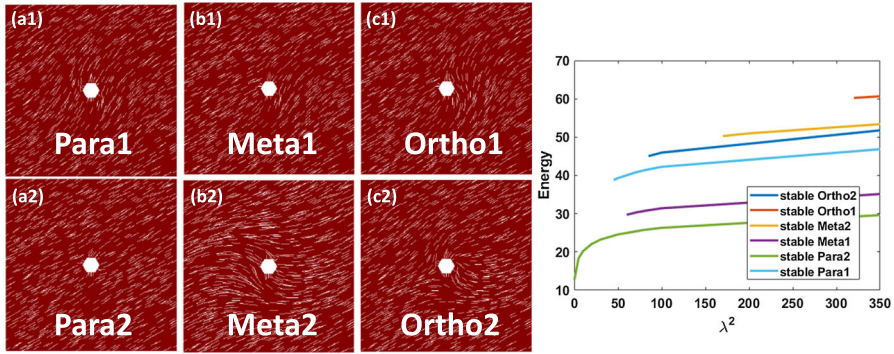 (a1) (b1) (c1)
Para1 Meta1 Ortho1
(a2) (b2) (c2)
Para2 Meta2 Ortho2
70
60
50
40
30
20
10
Energy
stable Ortho2
stable Ortho1
stable Meta2
stable Meta1
stable Para2
stable Para1
0 50 100 150 200 250 300 350
λ²